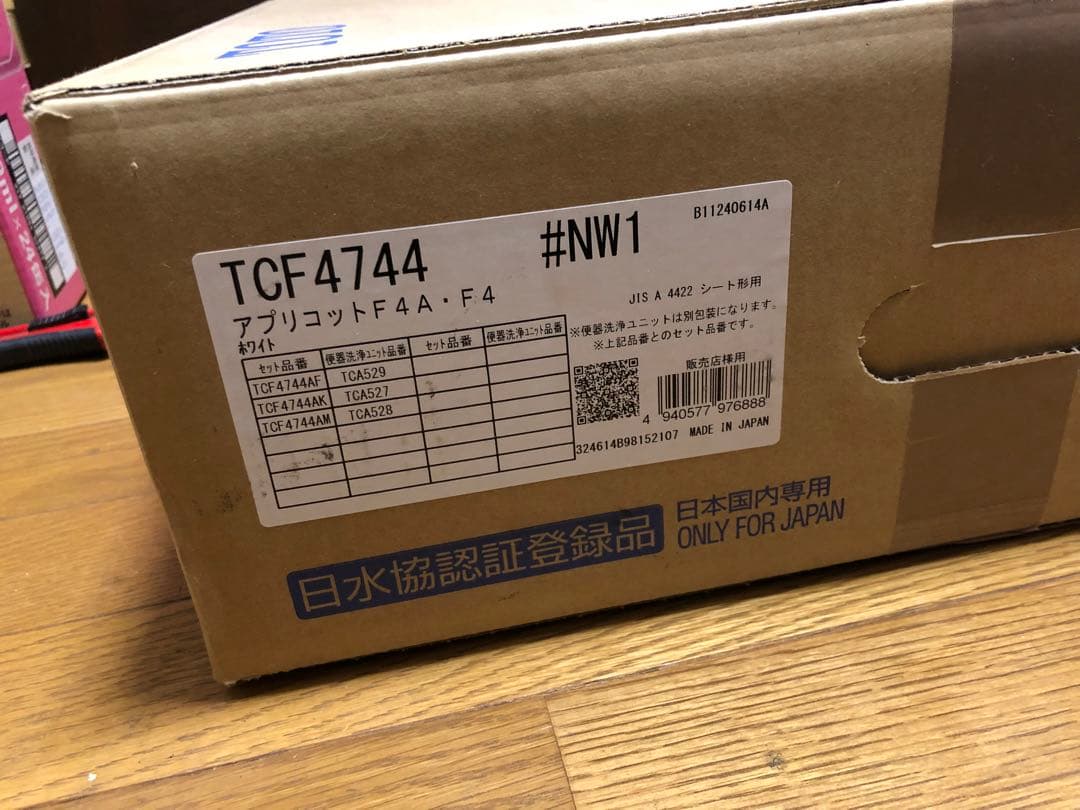 TOTO
TCF4744
#NW1
B11240614A
アプリコットF4A・F4
JIS A 4422 シート形用
ホワイト
※便器洗浄ユニットは別包装になります。
※上記品番とのセット品番です。
セット品番 便器洗浄ユニット品番 セット品番 便器洗浄ユニット品番
TCF4744AF TCA529
TCF4744AK TCA527
TCF4744AM TCA528
販売店様用
4 940577 976888
324614B98152107 MADE IN JAPAN
日水協認証登録品
日本国内専用
ONLY FOR JAPAN
ml×24缶入